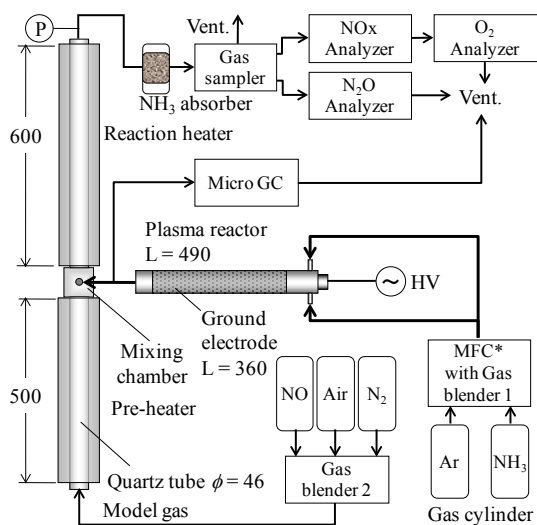 P
Vent.
Gas
sampler
NOx
Analyzer
O₂
Analyzer
N₂O
Analyzer
Vent.
NH₃ absorber
Reaction heater
600
Micro GC
Plasma reactor
L = 490
HV
Ground
electrode
L = 360
Mixing
chamber
500
Pre-heater
Quartz tube ϕ = 46
Model gas
NO
Air
N₂
Gas
blender 2
MFC*
with Gas
blender 1
Ar
NH₃
Gas cylinder